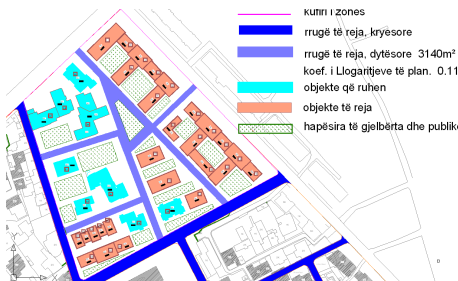 kufiri i zonës
rrugë të reja, kryesore
rrugë të reja, dytësore 3140m²
koef. i Llogaritjeve të plan. 0.11
objekte që ruhen
objekte të reja
hapësira të gjelbërta dhe publike